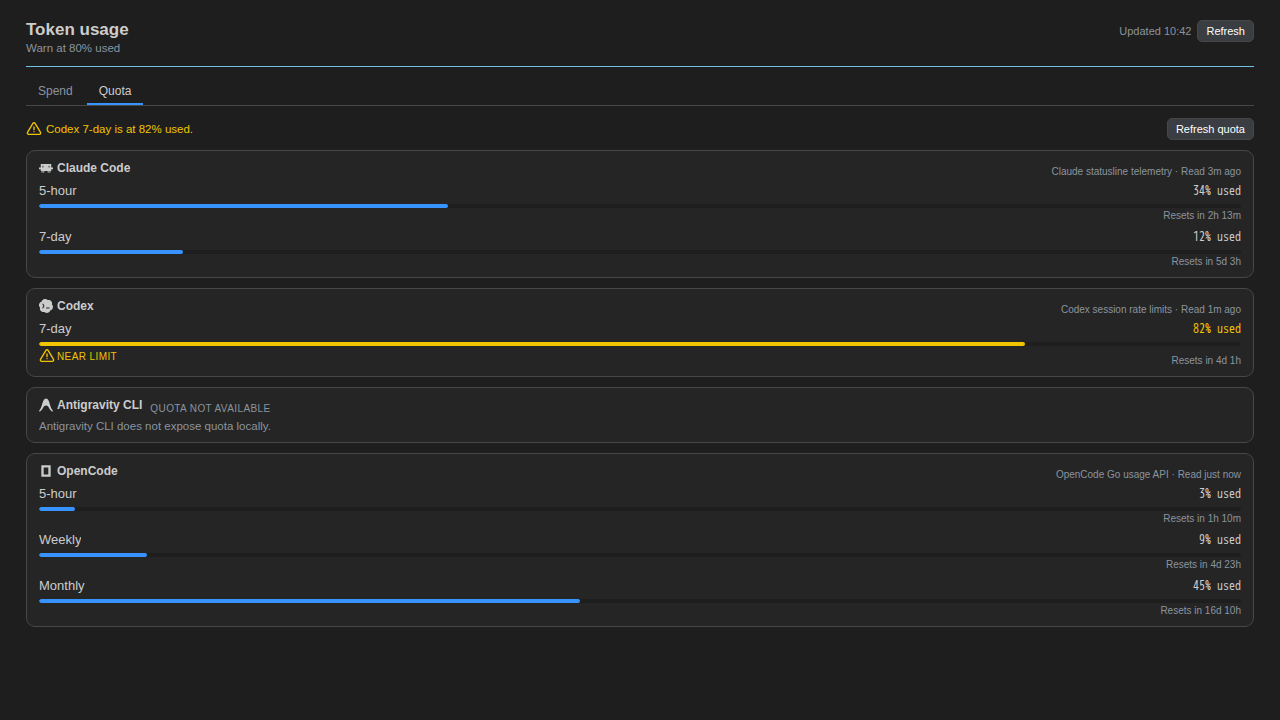 Token usage
Warn at 80% used
Updated 10:42
Refresh
Spend
Quota
Codex 7-day is at 82% used.
Refresh quota
Claude Code
Claude statusline telemetry · Read 3m ago
5-hour
34% used
Resets in 2h 13m
7-day
12% used
Resets in 5d 3h
Codex
Codex session rate limits · Read 1m ago
7-day
82% used
NEAR LIMIT
Resets in 4d 1h
Antigravity CLI
QUOTA NOT AVAILABLE
Antigravity CLI does not expose quota locally.
OpenCode
OpenCode Go usage API · Read just now
5-hour
3% used
Resets in 1h 10m
Weekly
9% used
Resets in 4d 23h
Monthly
45% used
Resets in 16d 10h